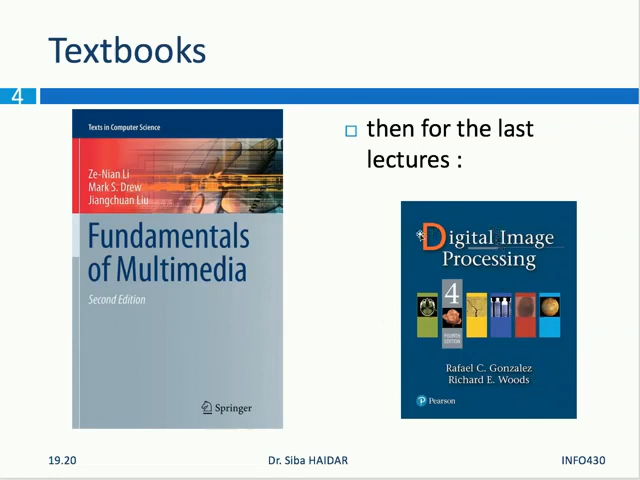 Textbooks
4
Texts in Computer Science
Ze-Nian Li
Mark S. Drew
Jiangchuan Liu
Fundamentals
of Multimedia
Second Edition
Springer
then for the last
lectures :
Digital Image
Processing
4
FOURTH
EDITION
Rafael C. Gonzalez
Richard E. Woods
Pearson
19.20
Dr. Siba HAIDAR
INFO430